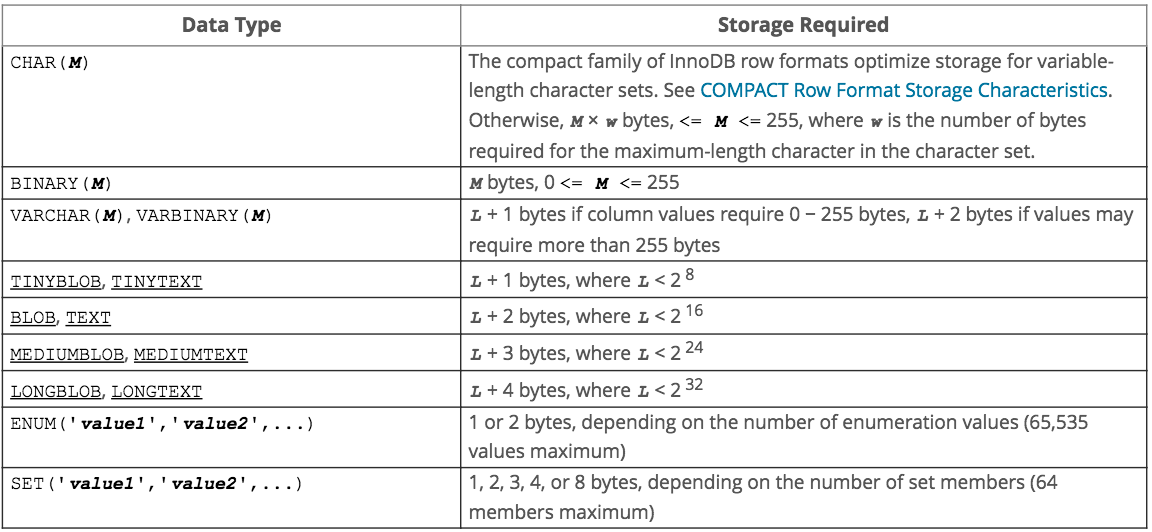 Data Type
Storage Required
CHAR(M)
The compact family of InnoDB row formats optimize storage for variable-
length character sets. See COMPACT Row Format Storage Characteristics.
Otherwise, M × w bytes, <= M <= 255, where w is the number of bytes
required for the maximum-length character in the character set.
BINARY(M)
M bytes, 0 <= M <= 255
VARCHAR(M), VARBINARY(M)
L + 1 bytes if column values require 0 − 255 bytes, L + 2 bytes if values may
require more than 255 bytes
TINYBLOB, TINYTEXT
L + 1 bytes, where L < 2 8
BLOB, TEXT
L + 2 bytes, where L < 2 16
MEDIUMBLOB, MEDIUMTEXT
L + 3 bytes, where L < 2 24
LONGBLOB, LONGTEXT
L + 4 bytes, where L < 2 32
ENUM('value1','value2',...)
1 or 2 bytes, depending on the number of enumeration values (65,535
values maximum)
SET('value1','value2',...)
1, 2, 3, 4, or 8 bytes, depending on the number of set members (64
members maximum)